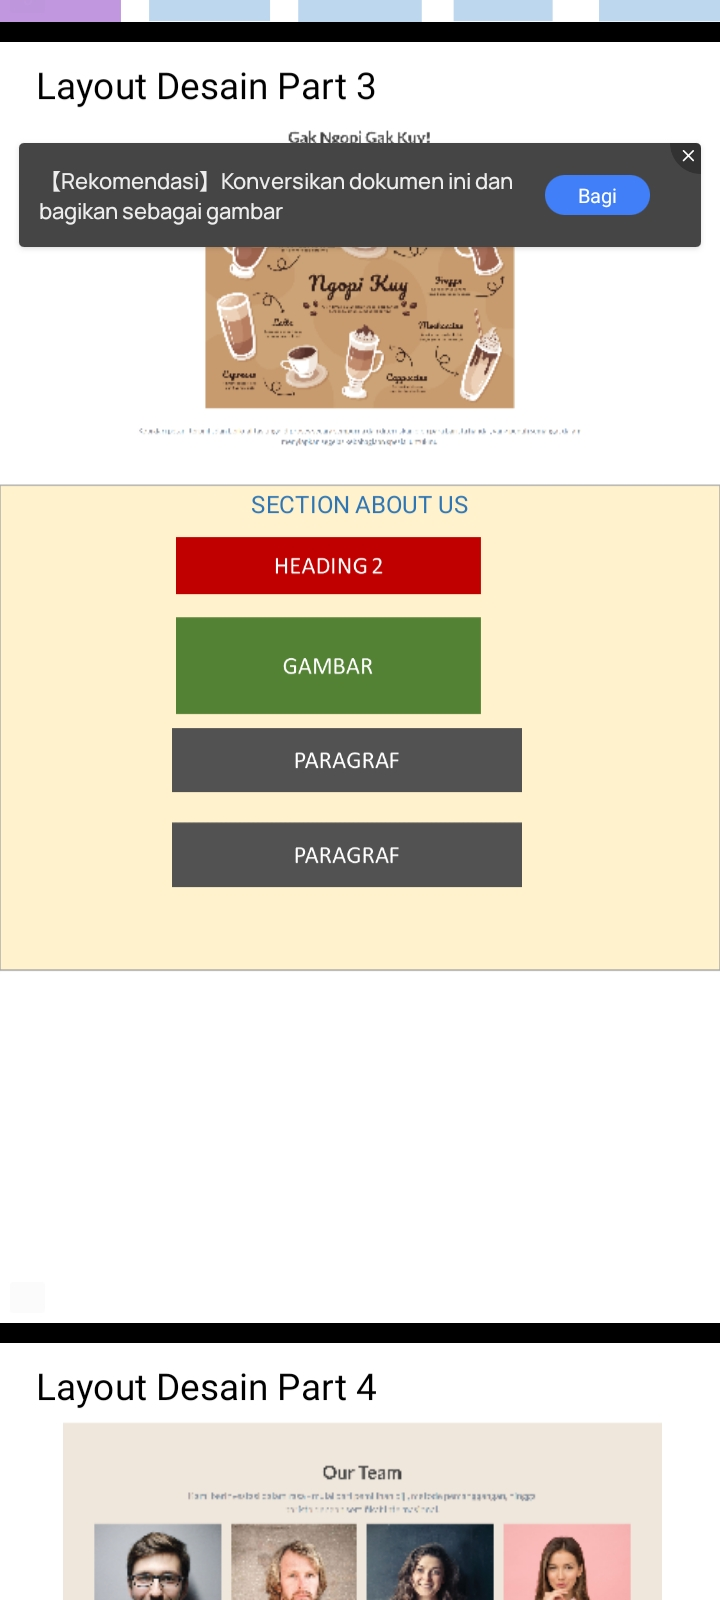 Layout Desain Part 3
Gak Ngopi Gak Kuy!
【Rekomendasi】Konversikan dokumen ini dan
bagikan sebagai gambar
Bagi
Ngopi Kuy
Frappe
Latte
Mochaccino
Espresso
Cappuccino
SECTION ABOUT US
HEADING 2
GAMBAR
PARAGRAF
PARAGRAF
Layout Desain Part 4
Our Team